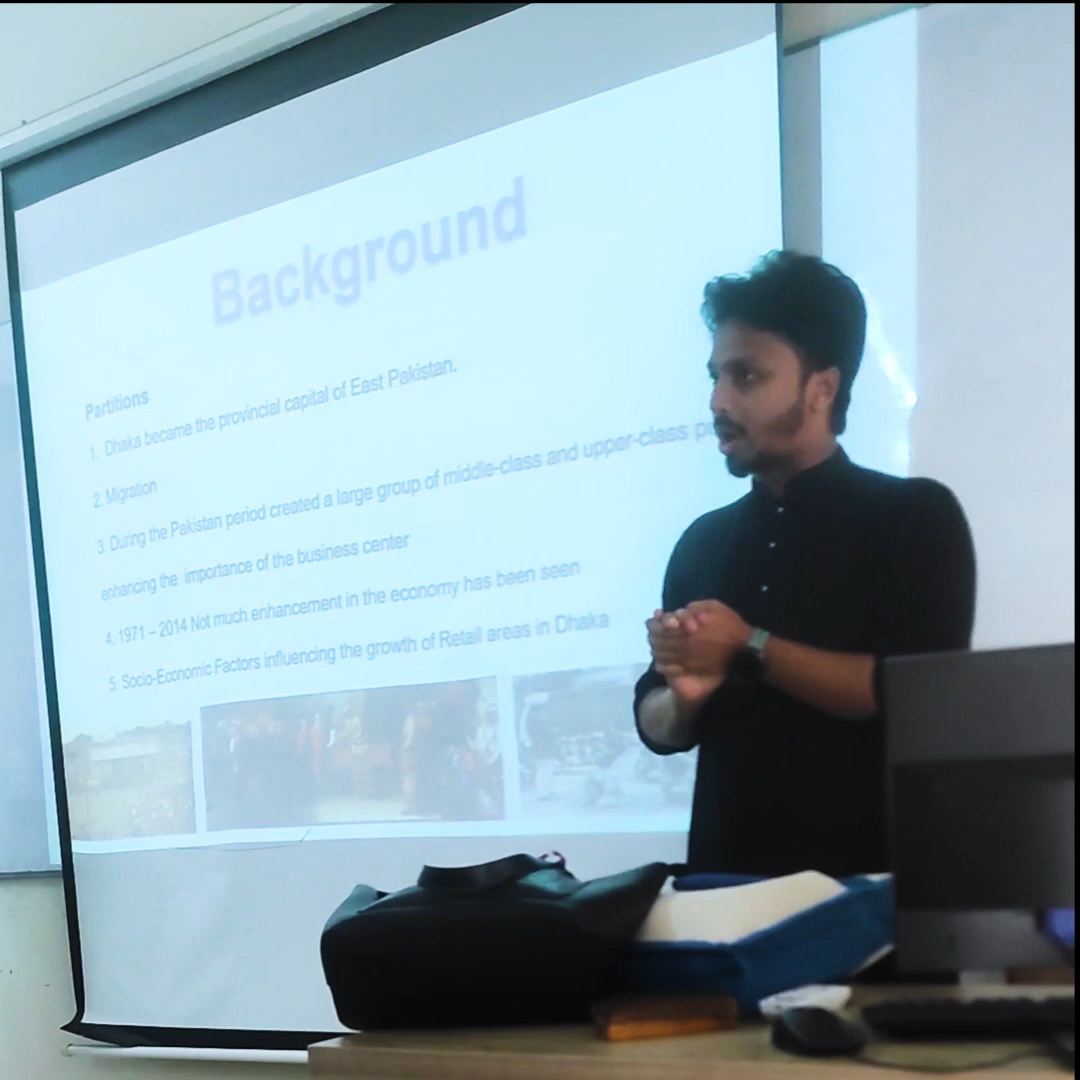 Background
Partitions
1. Dhaka became the provincial capital of East Pakistan.
2. Migration
3. During the Pakistan period created a large group of middle-class and upper-class
enhancing the importance of the business center
4. 1971 – 2014 Not much enhancement in the economy has been seen
5. Socio-Economic Factors influencing the growth of Retail areas in Dhaka